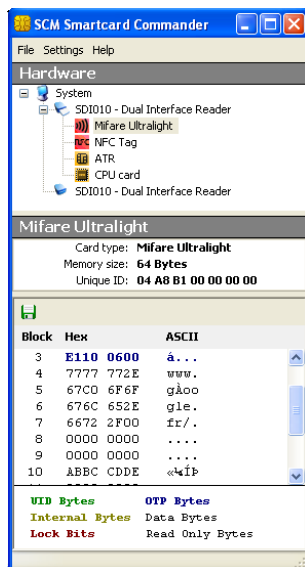 SCM Smartcard Commander
File Settings Help
Hardware
System
SDI010 - Dual Interface Reader
Mifare Ultralight
NFC Tag
ATR
CPU card
SDI010 - Dual Interface Reader
Mifare Ultralight
Card type: Mifare Ultralight
Memory size: 64 Bytes
Unique ID: 04 A8 B1 00 00 00 00
Block Hex ASCII
3 E110 0600 á...
4 7777 772E www.
5 67C0 6F6F gÀoo
6 676C 652E gle.
7 6672 2F00 fr/.
8 0000 0000 ....
9 0000 0000 ....
10 ABBC CDDE «¼ÍÞ
UID Bytes OTP Bytes
Internal Bytes Data Bytes
Lock Bits Read Only Bytes